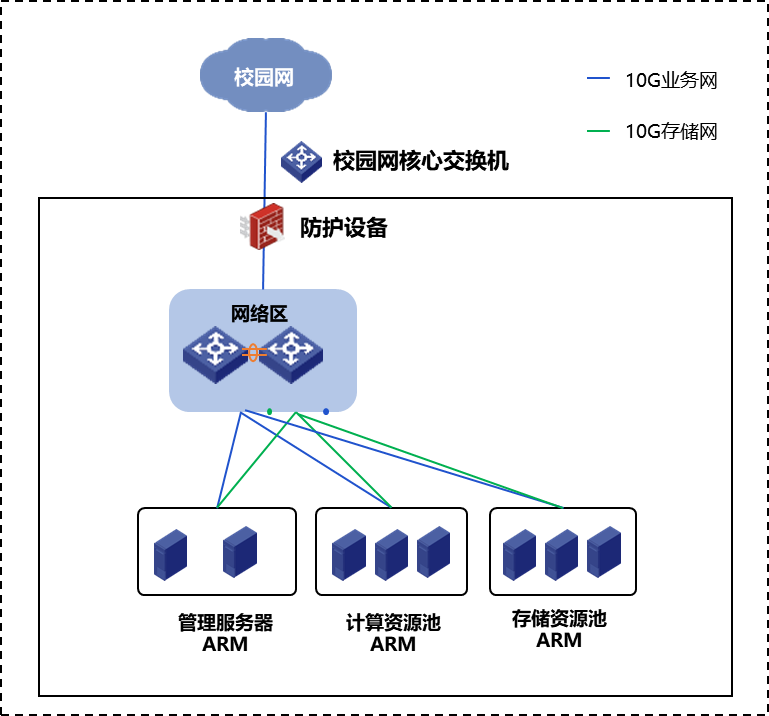 校园网
10G业务网
10G存储网
校园网核心交换机
防护设备
网络区
管理服务器
ARM
计算资源池
ARM
存储资源池
ARM